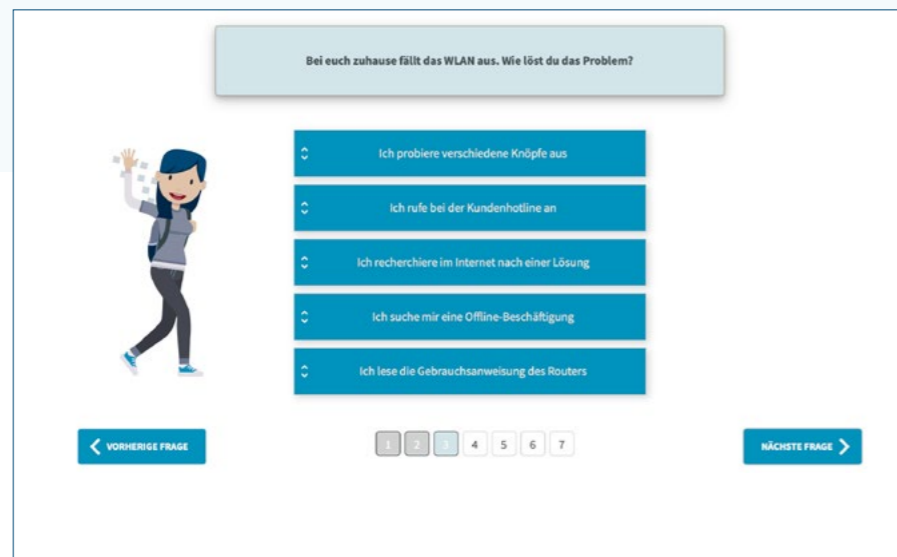 Bei euch zuhause fällt das WLAN aus. Wie löst du das Problem?
Ich probiere verschiedene Knöpfe aus
Ich rufe bei der Kundenhotline an
Ich recherchiere im Internet nach einer Lösung
Ich suche mir eine Offline-Beschäftigung
Ich lese die Gebrauchsanweisung des Routers
VORHERIGE FRAGE
1 2 3 4 5 6 7
NÄCHSTE FRAGE